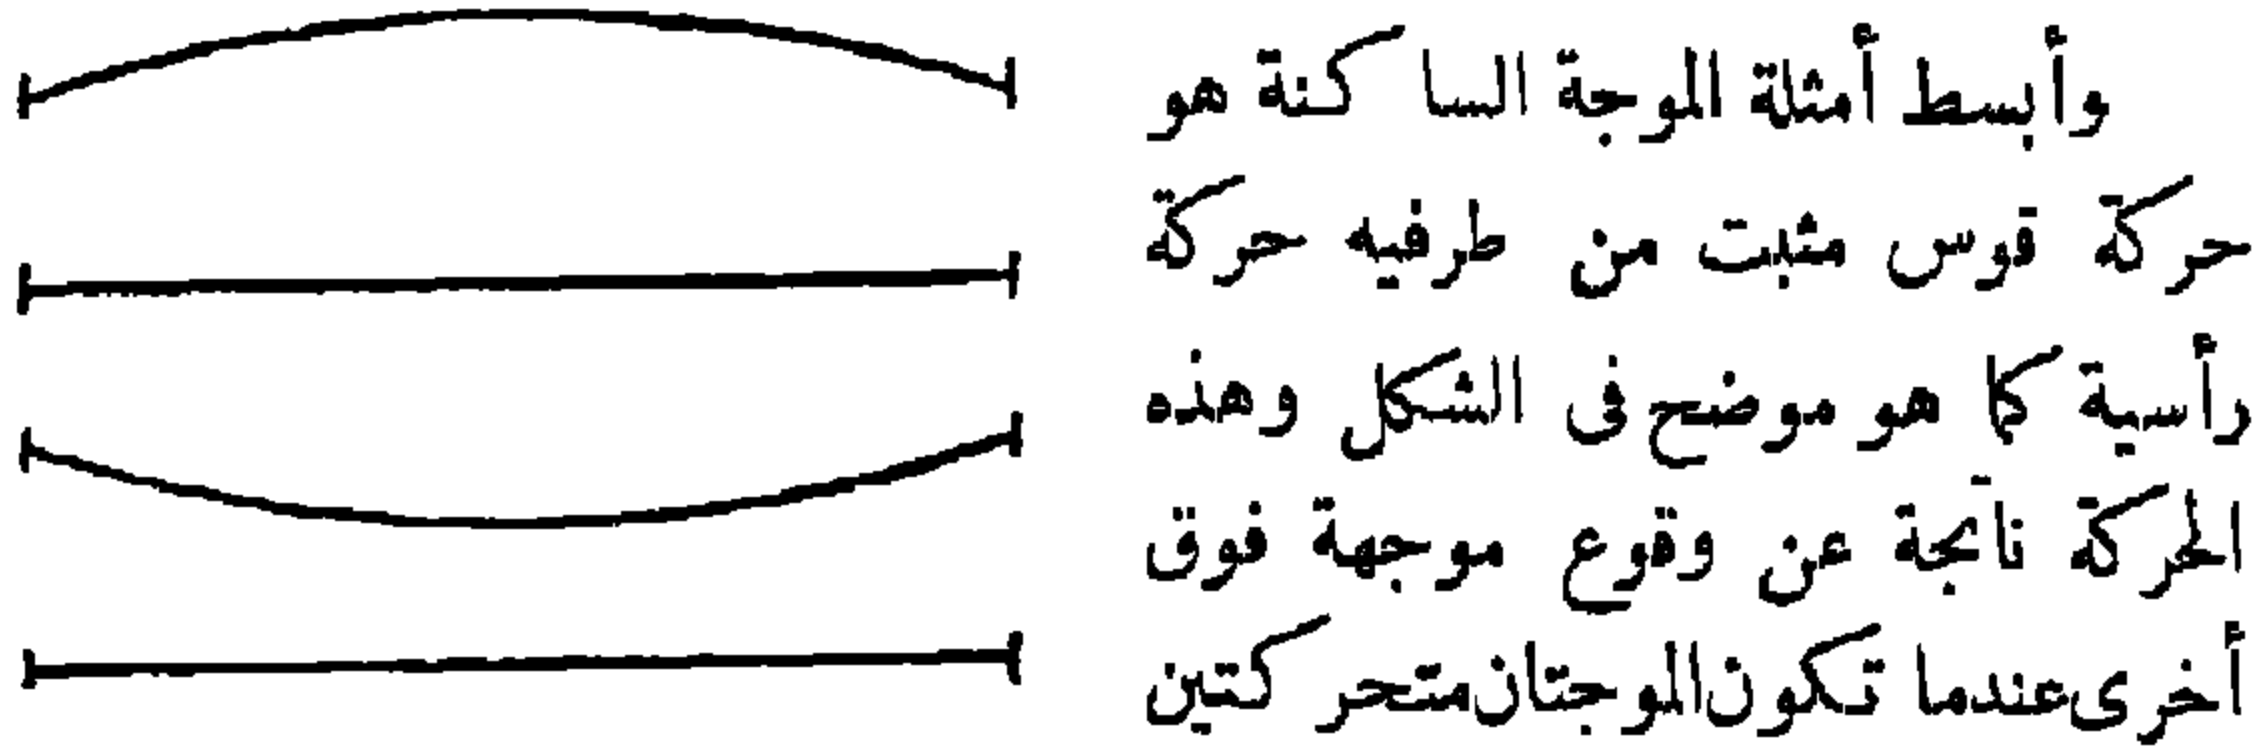 وأبسط أمثلة الموجة الساكنة هو
حركة قوس مثبت من طرفيه حركة
رأسية كما هو موضح فى الشكل وهذه
الحركة ناتجة عن وقوع موجهة فوق
أخرى عندما تكون الموجتان متحركتين